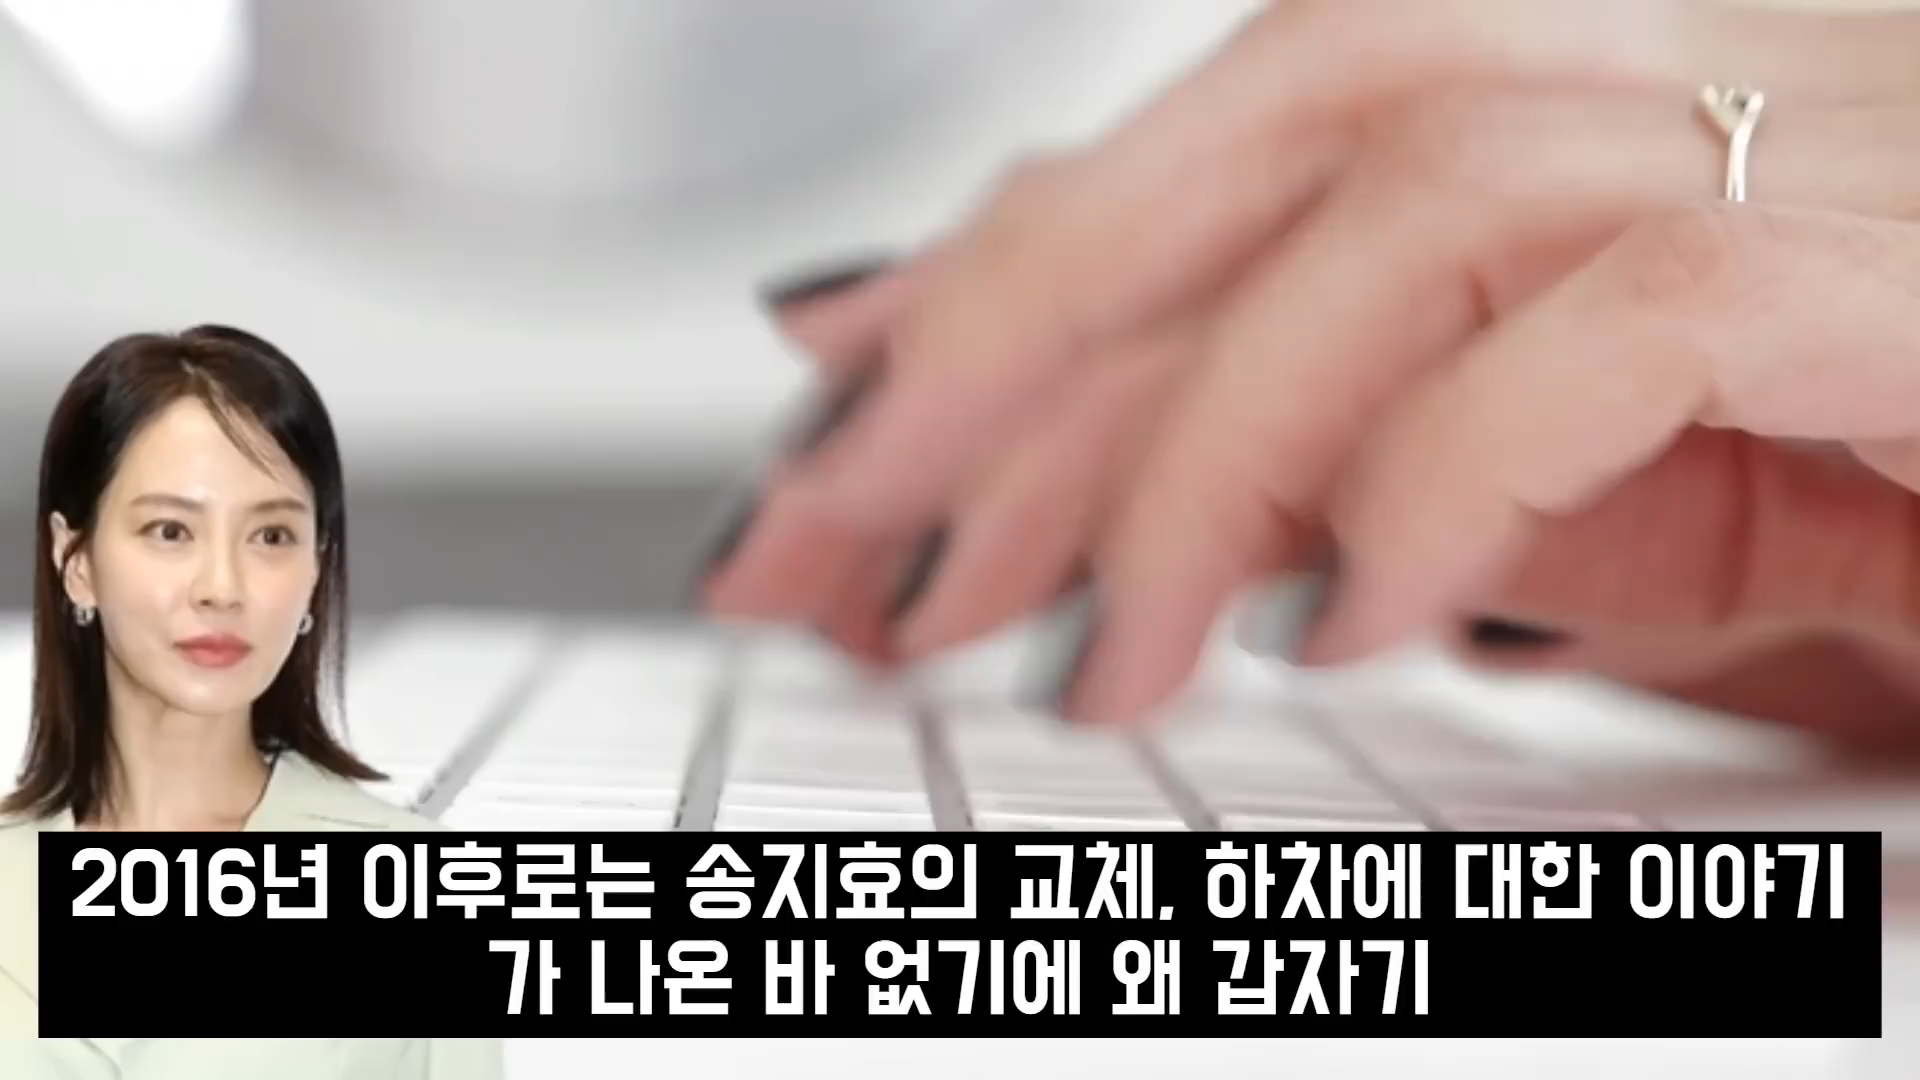 2016년 이후로는 송지효의 교체, 하차에 대한 이야기
가 나온 바 없기에 왜 갑자기